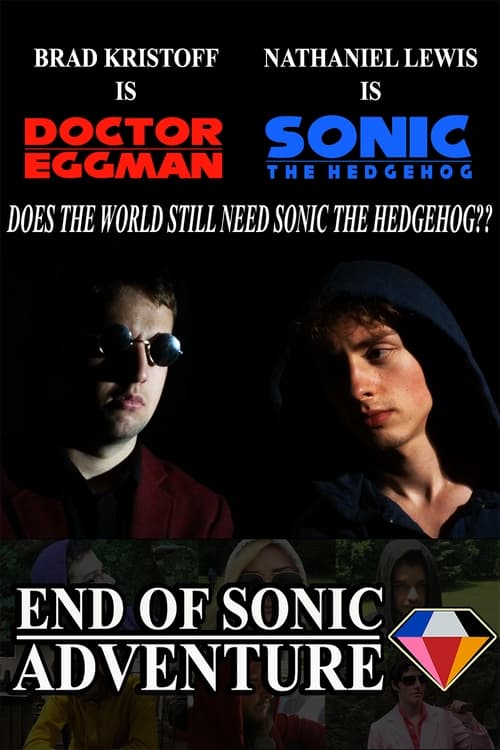 BRAD KRISTOFF
IS
DOCTOR
EGGMAN
NATHANIEL LEWIS
IS
SONIC
THE HEDGEHOG
DOES THE WORLD STILL NEED SONIC THE HEDGEHOG??
END OF SONIC
ADVENTURE